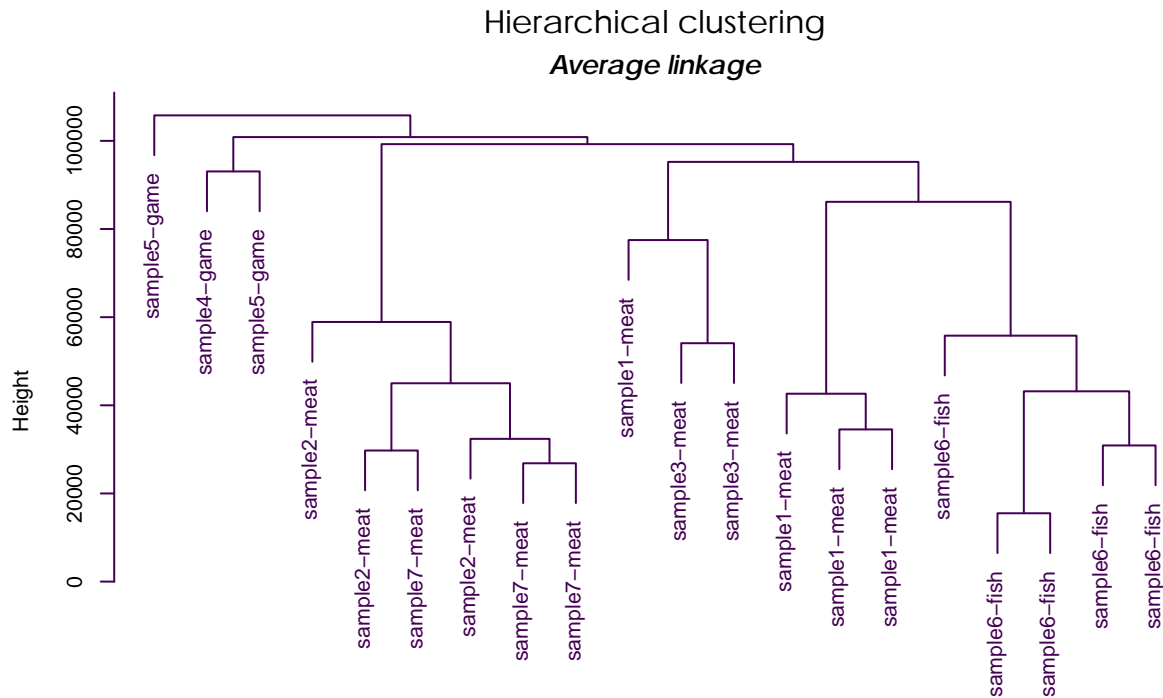 Hierarchical clustering
Average linkage
Height
100000
80000
60000
40000
20000
0
sample5−game
sample4−game
sample5−game
sample2−meat
sample2−meat
sample7−meat
sample2−meat
sample7−meat
sample7−meat
sample1−meat
sample3−meat
sample3−meat
sample1−meat
sample1−meat
sample1−meat
sample6−fish
sample6−fish
sample6−fish
sample6−fish
sample6−fish